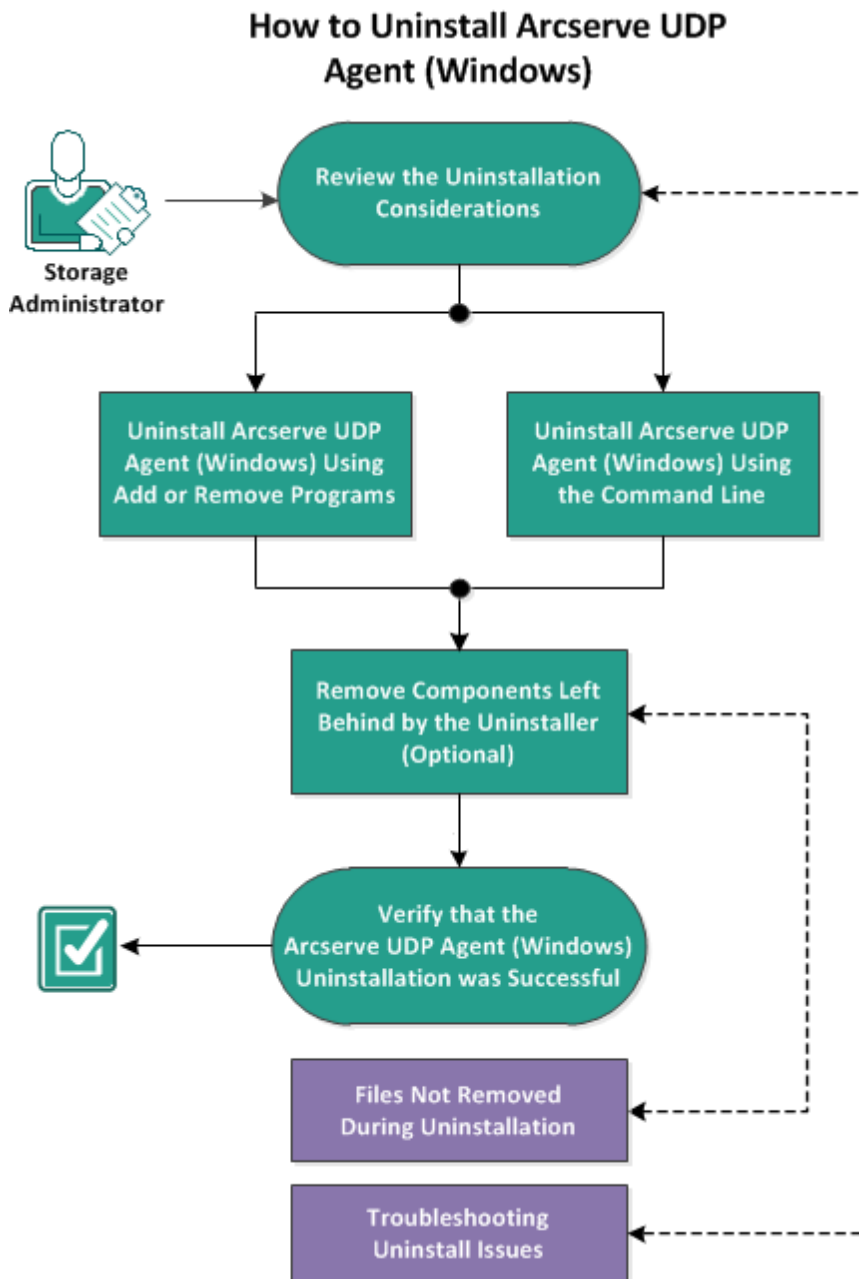 How to Uninstall Arcserve UDP
Agent (Windows)
Review the Uninstallation
Considerations
Storage
Administrator
Uninstall Arcserve UDP
Agent (Windows) Using
Add or Remove Programs
Uninstall Arcserve UDP
Agent (Windows) Using
the Command Line
Remove Components Left
Behind by the Uninstaller
(Optional)
Verify that the
Arcserve UDP Agent (Windows)
Uninstallation was Successful
Files Not Removed
During Uninstallation
Troubleshooting
Uninstall Issues